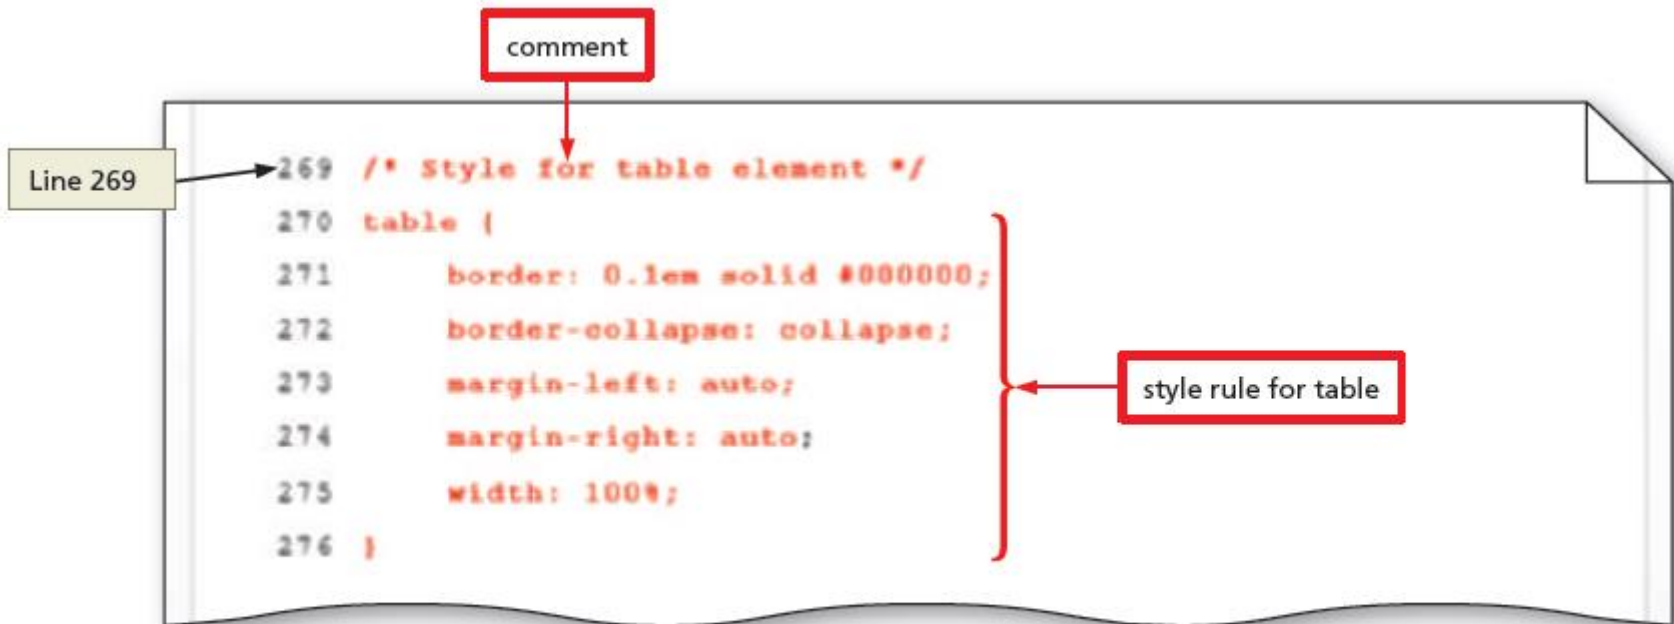 comment
Line 269
269 /* Style for table element */
270 table {
271 border: 0.1em solid #000000;
272 border-collapse: collapse;
273 margin-left: auto;
274 margin-right: auto;
style rule for table
275 width: 100%;
276 }